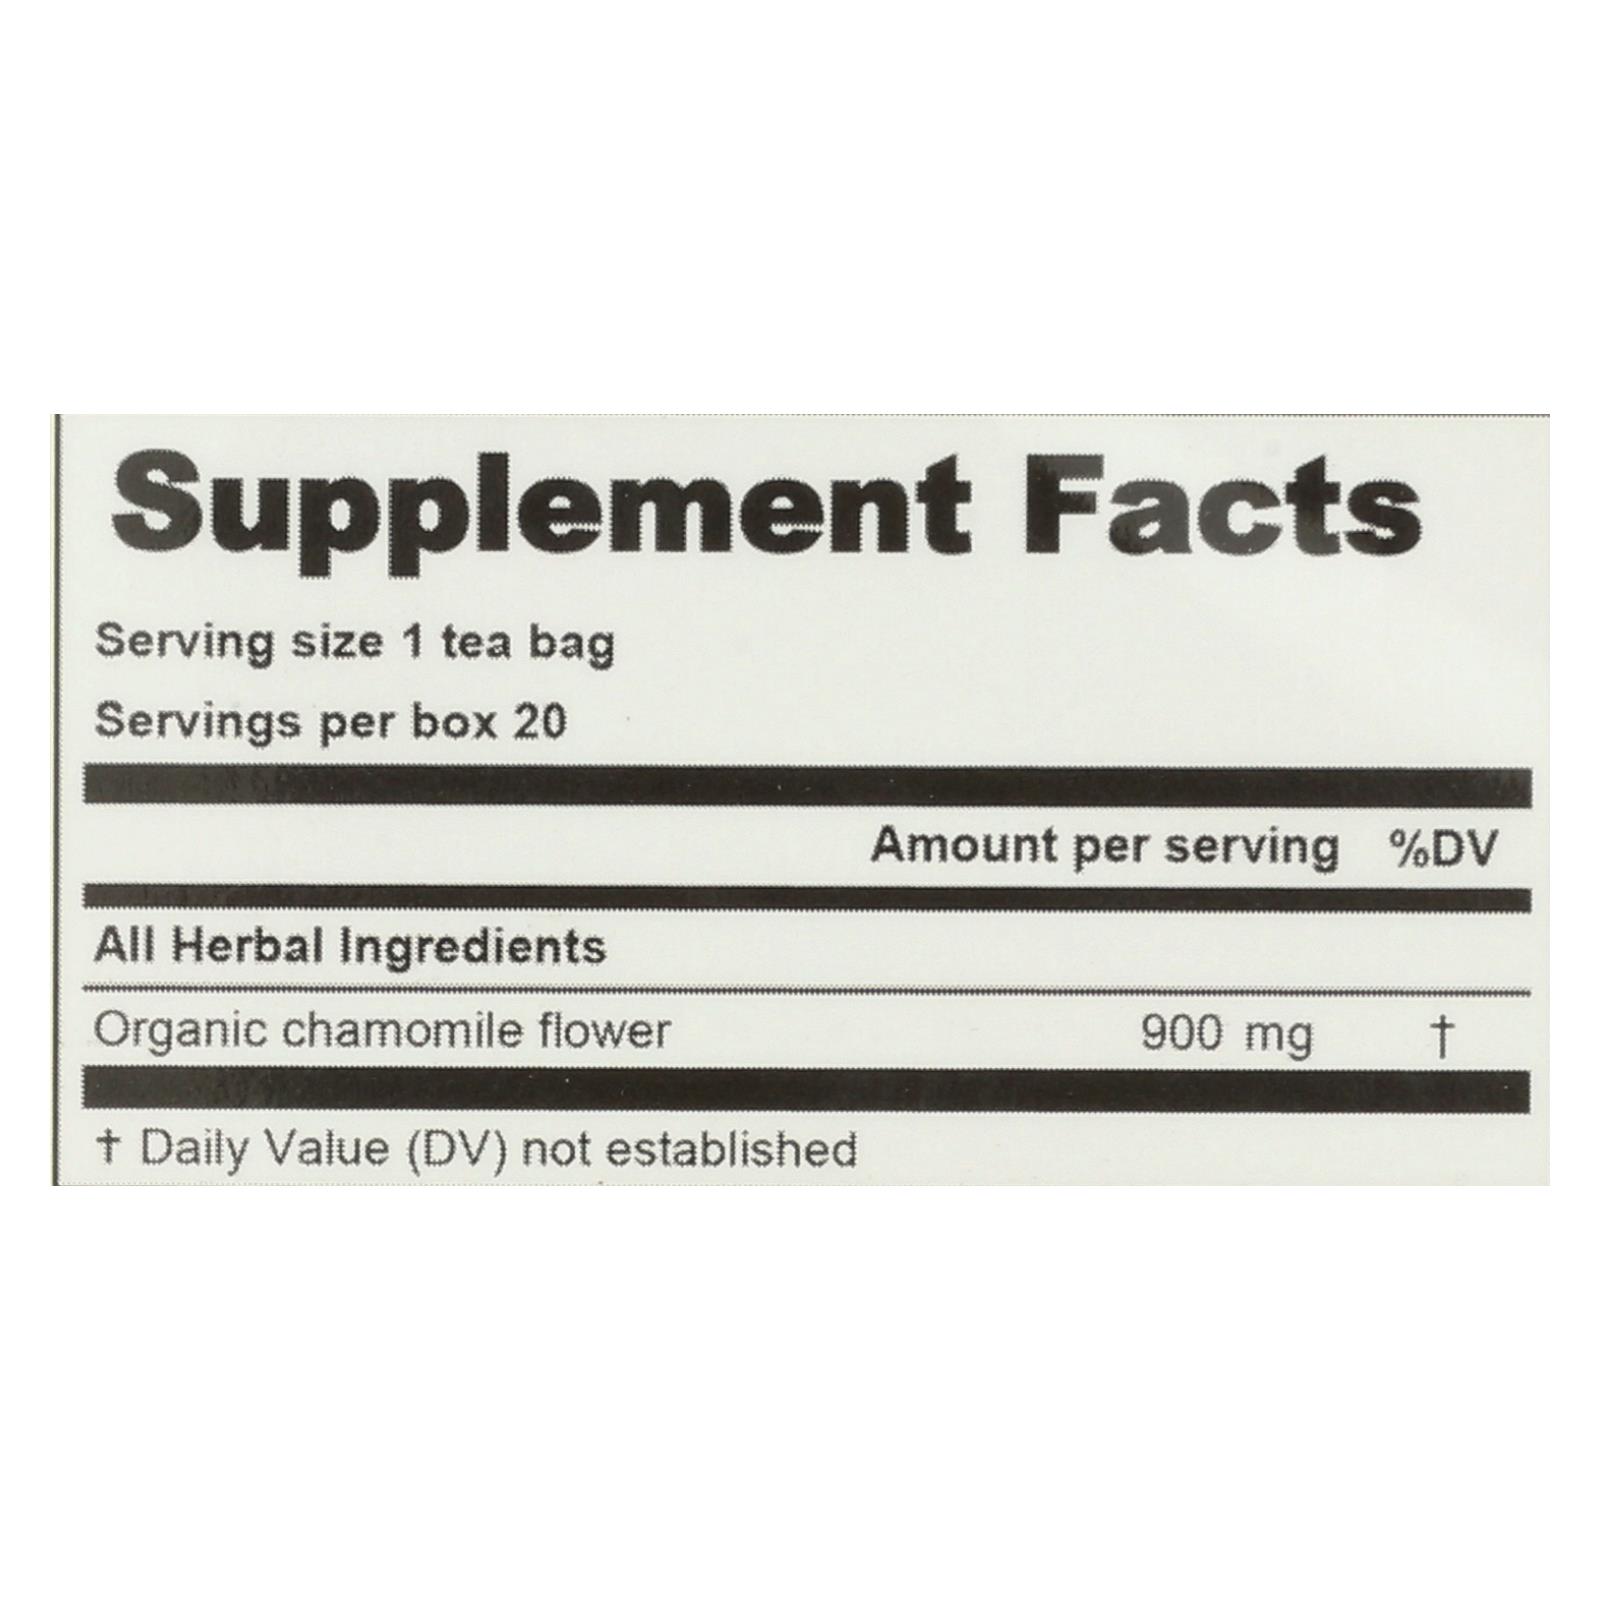 Supplement Facts
Serving size 1 tea bag
Servings per box 20
Amount per serving %DV
All Herbal Ingredients
Organic chamomile flower 900 mg †
† Daily Value (DV) not established